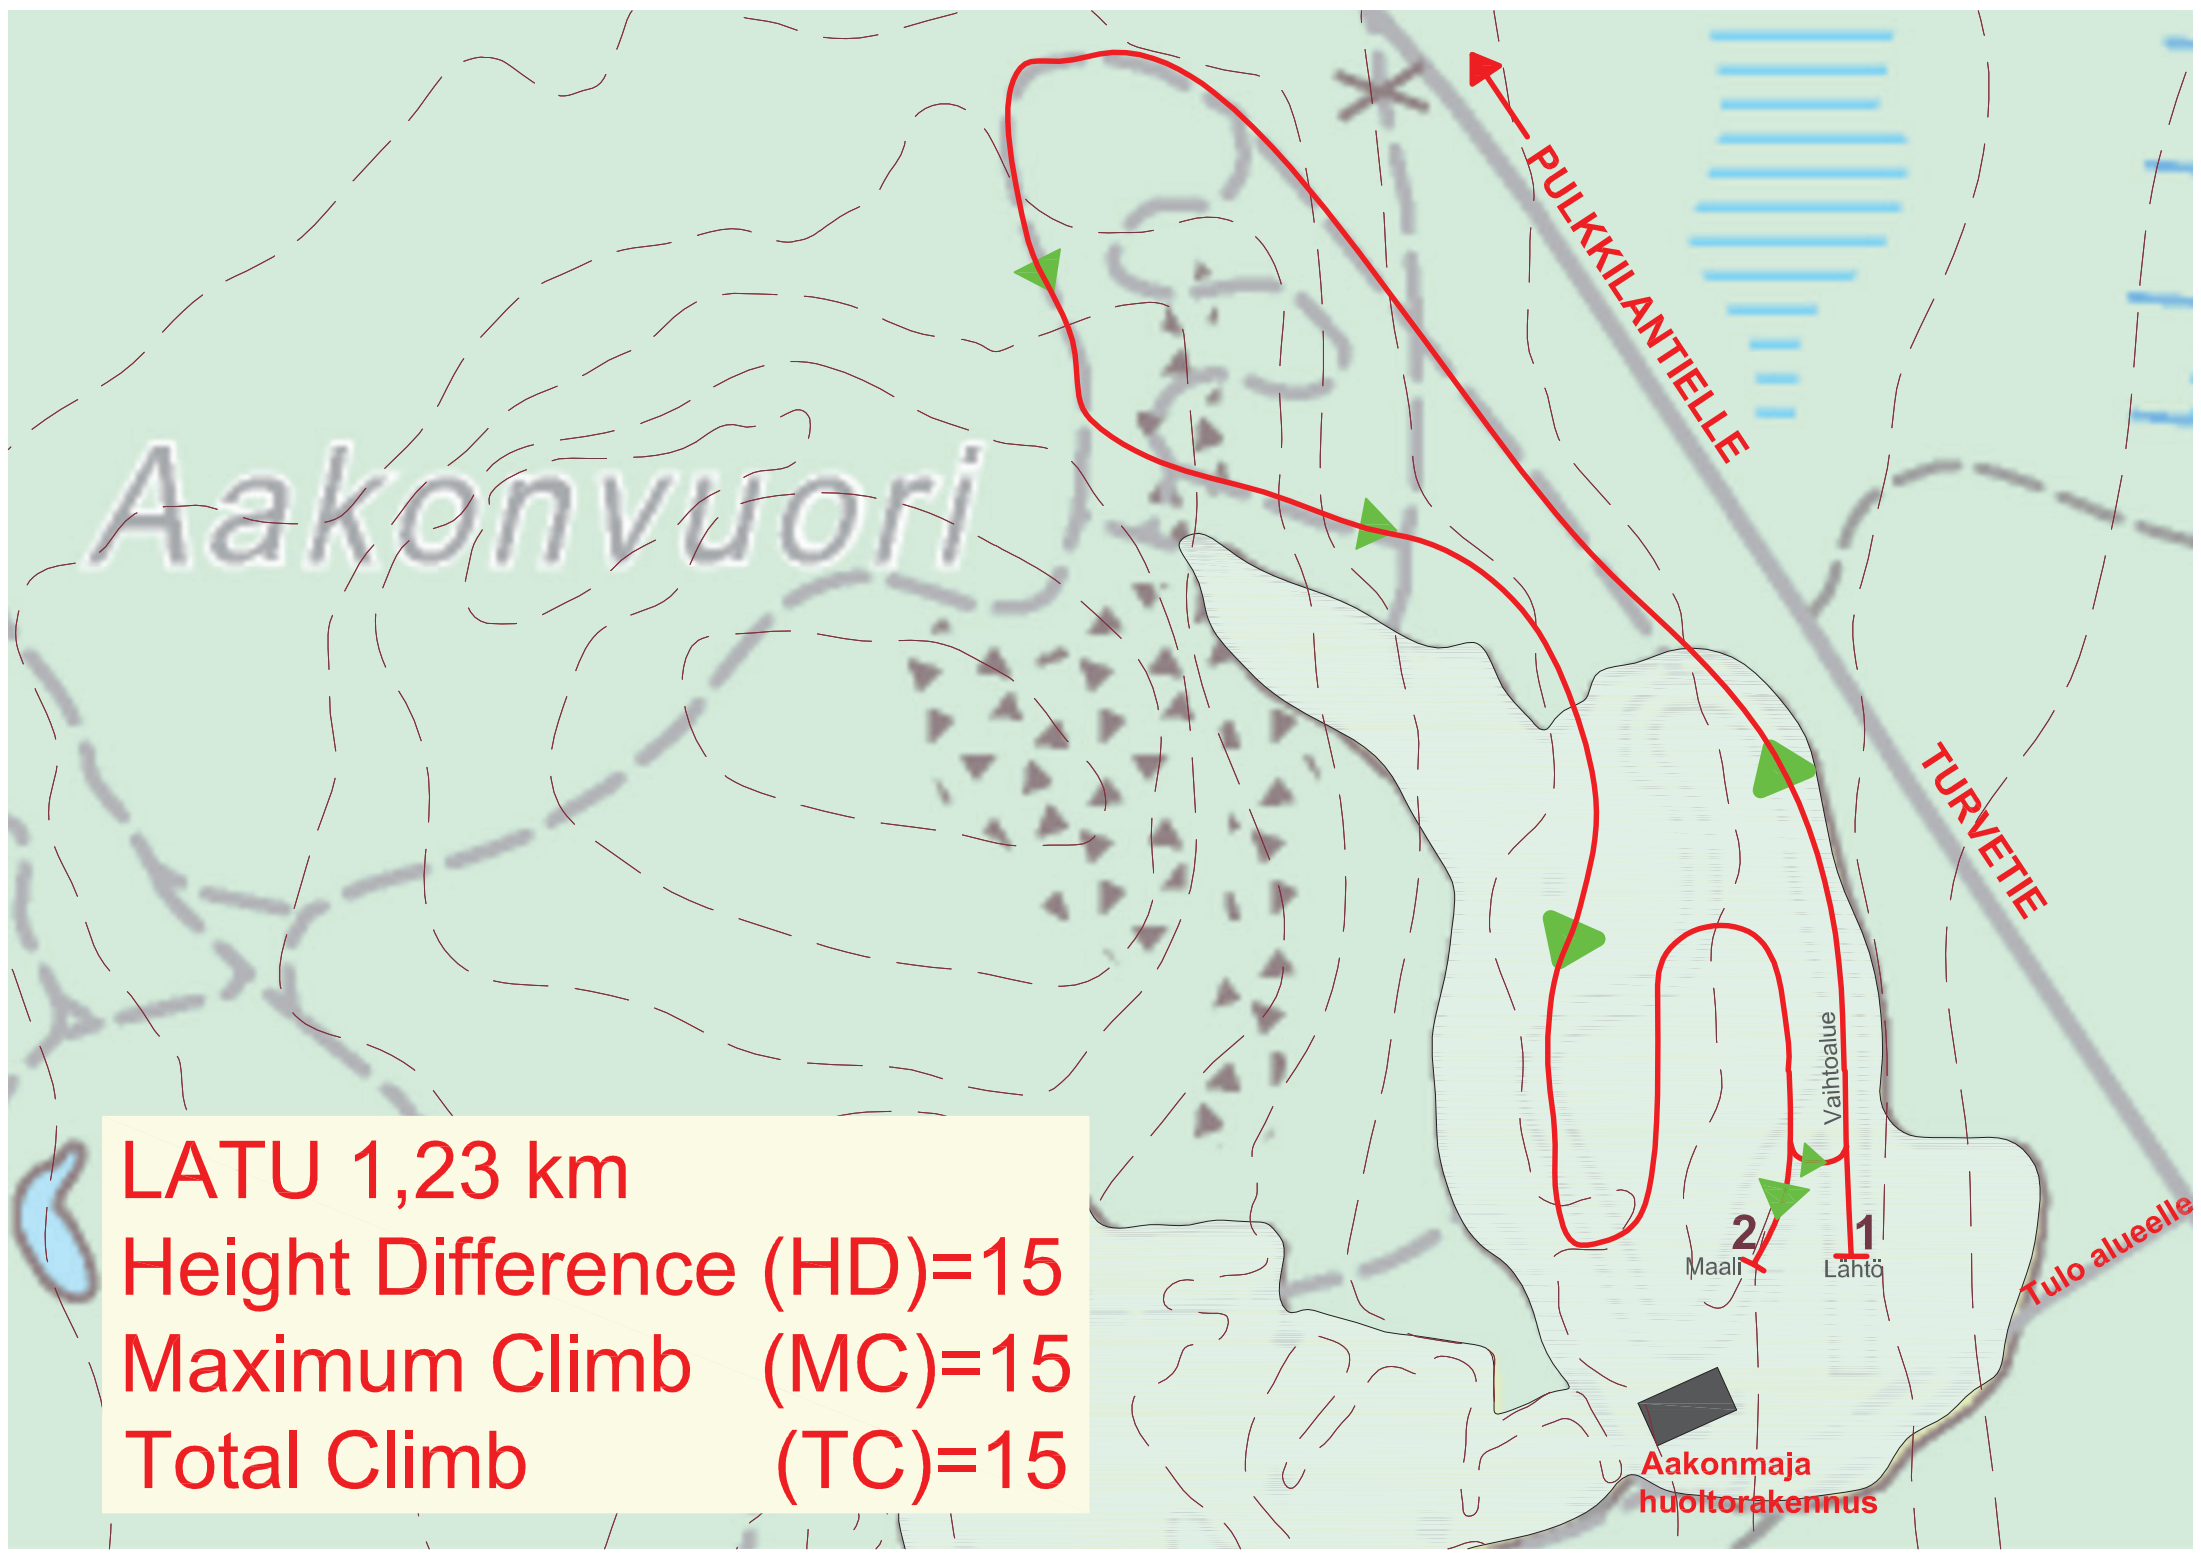 PULKKILANTIELLE
Aakonvuori
TURVETIE
Vaihtoalue
LATU 1,23 km
Height Difference (HD)=15
Maximum Climb (MC)=15
Total Climb (TC)=15
2
1
Maali
Lähtö
Tulo alueelle
Aakonmaja
huoltorakennus